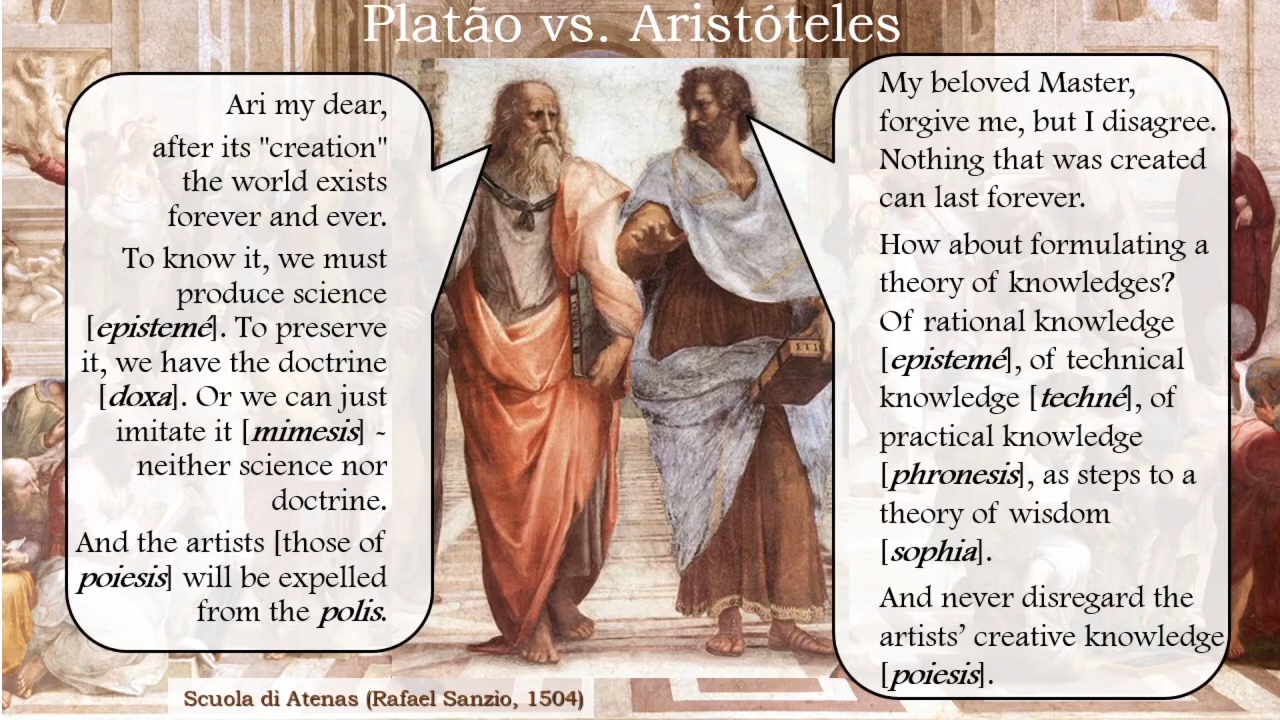 Platão vs. Aristóteles
Ari my dear,
after its "creation"
the world exists
forever and ever.
To know it, we must
produce science
[epistemé]. To preserve
it, we have the doctrine
[doxa]. Or we can just
imitate it [mimesis] -
neither science nor
doctrine.
And the artists [those of
poiesis] will be expelled
from the polis.
My beloved Master,
forgive me, but I disagree.
Nothing that was created
can last forever.
How about formulating a
theory of knowledges?
Of rational knowledge
[epistemé], of technical
knowledge [techné], of
practical knowledge
[phronesis], as steps to a
theory of wisdom
[sophia].
And never disregard the
artists’ creative knowledge
[poiesis].
ETI
Scuola di Atenas (Rafael Sanzio, 1504)